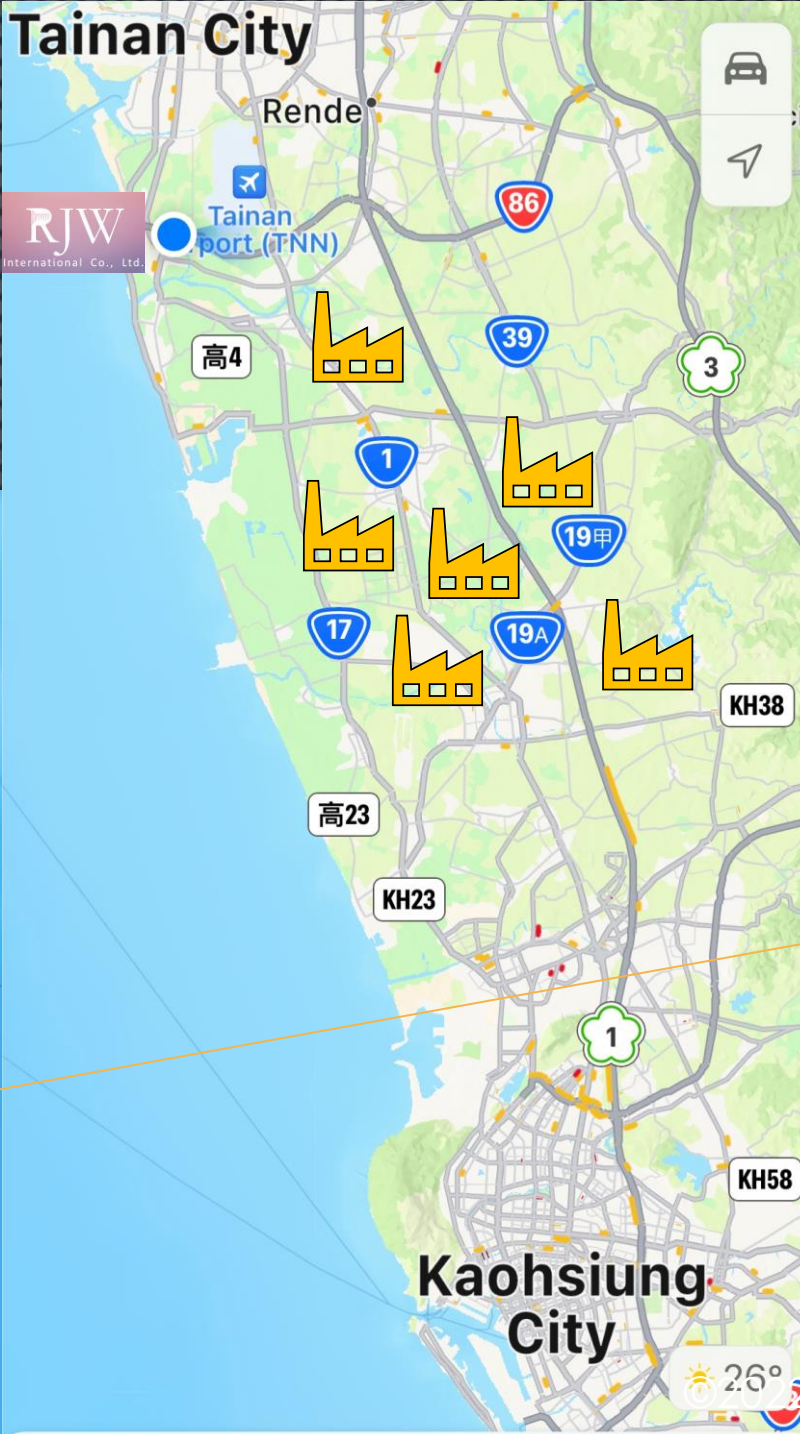 Tainan City
Rende
86
Tainan
port (TNN)
RJW
International Co., Ltd.
39
高4
3
1
19甲
17
19A
KH38
高23
KH23
1
KH58
Kaohsiung
City
26°